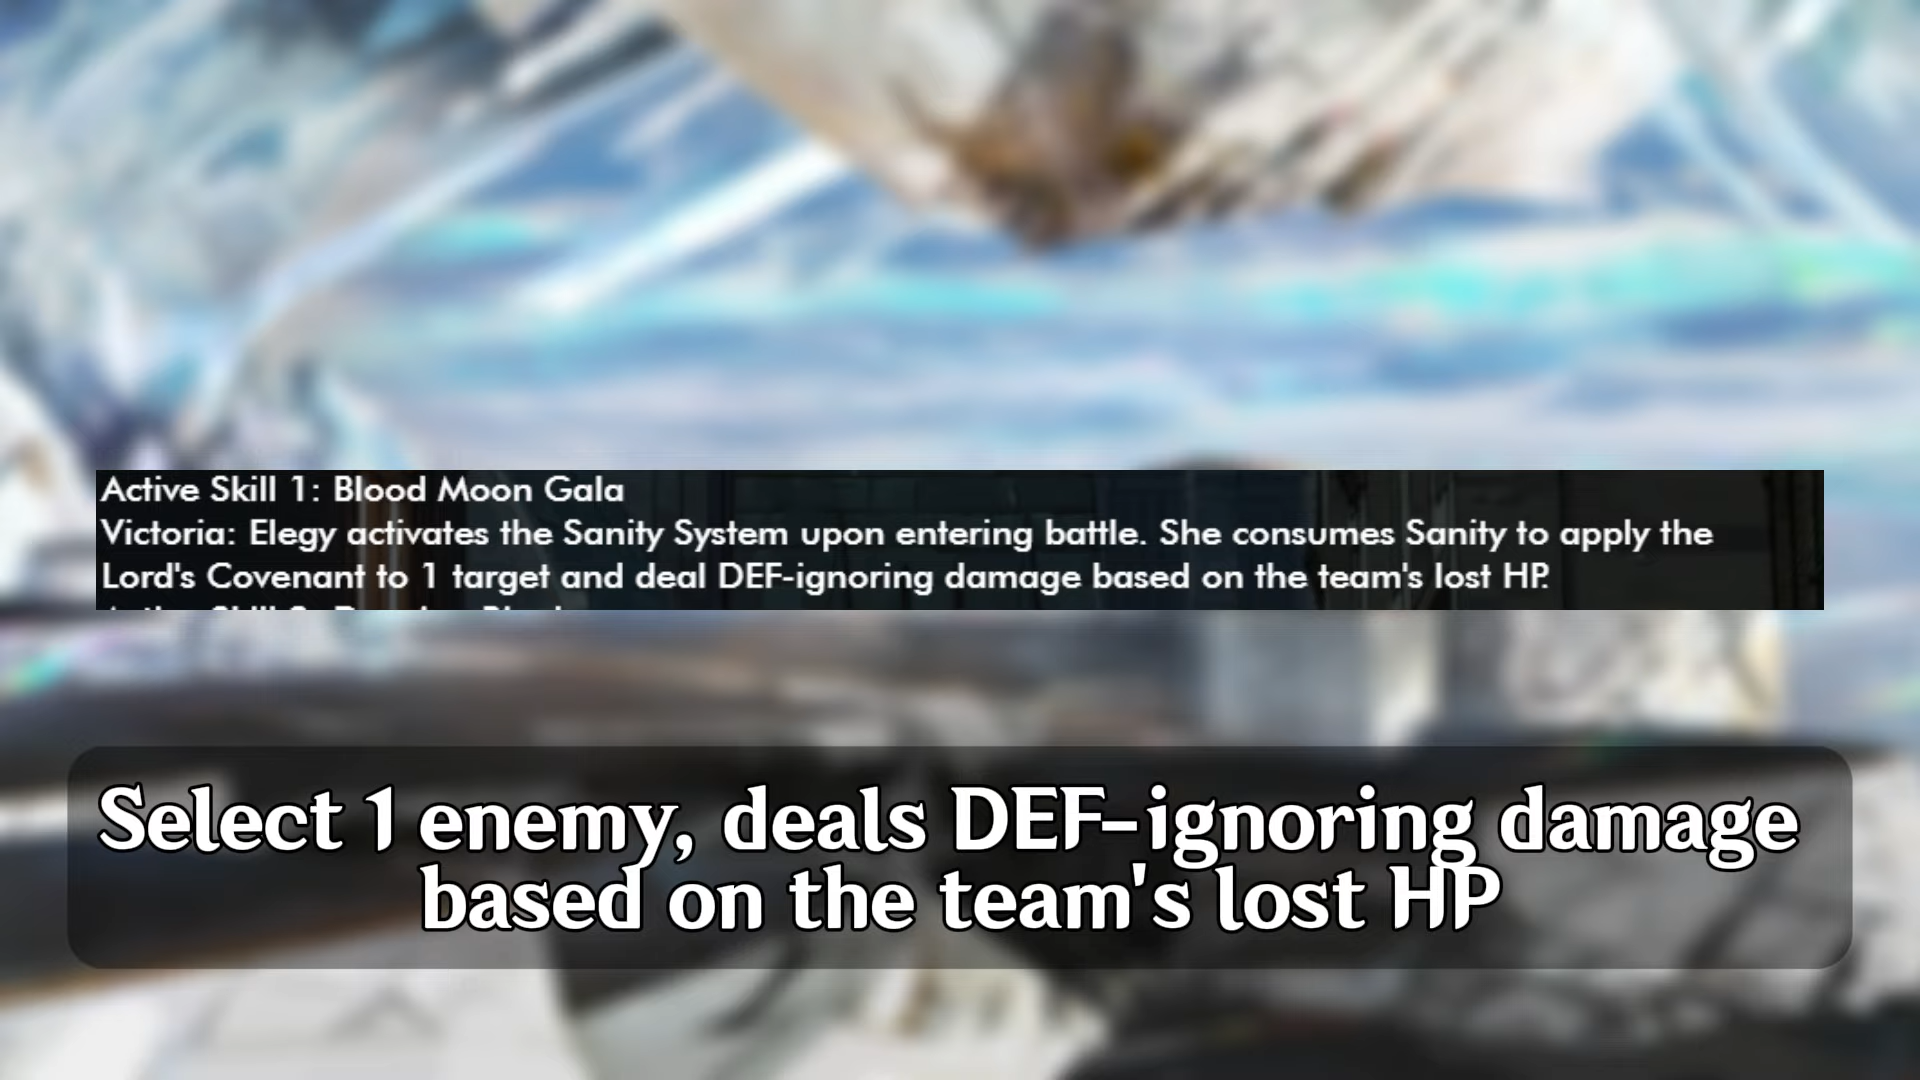 Active Skill 1: Blood Moon Gala
Victoria: Elegy activates the Sanity System upon entering battle. She consumes Sanity to apply the
Lord's Covenant to 1 target and deal DEF-ignoring damage based on the team's lost HP.
Select 1 enemy, deals DEF-ignoring damage
based on the team's lost HP